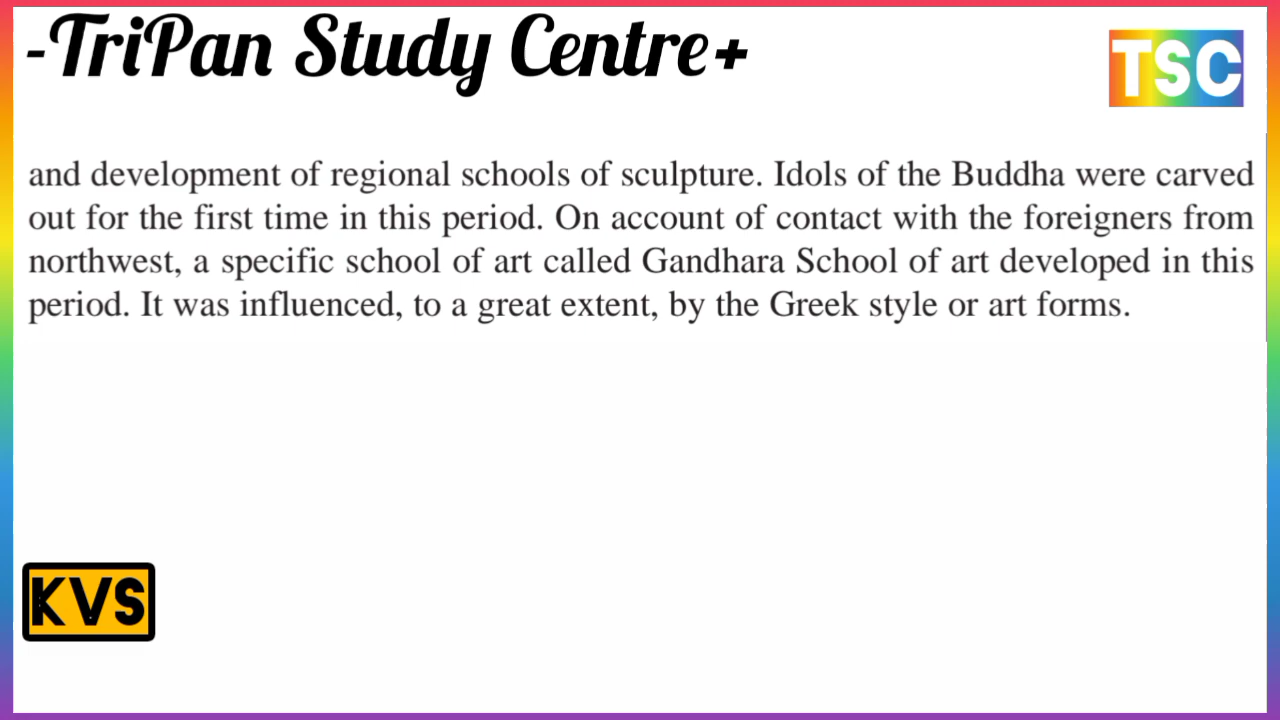 -TriPan Study Centre+
TSC
and development of regional schools of sculpture. Idols of the Buddha were carved
out for the first time in this period. On account of contact with the foreigners from
northwest, a specific school of art called Gandhara School of art developed in this
period. It was influenced, to a great extent, by the Greek style or art forms.
KVS